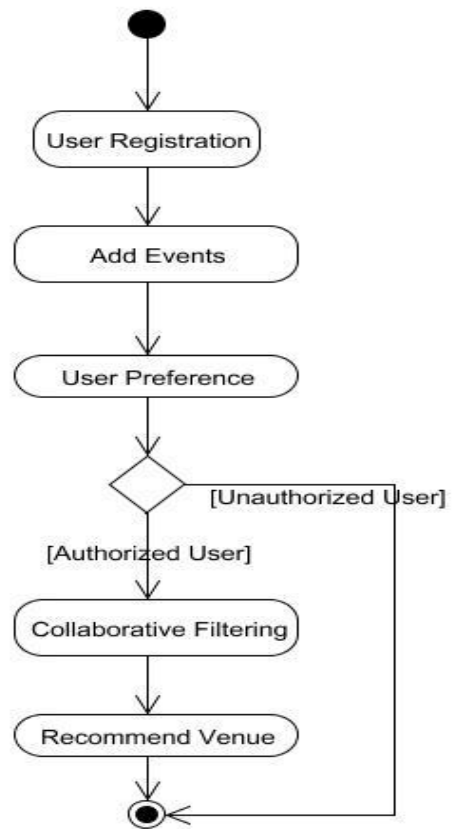 User Registration
Add Events
User Preference
[Unauthorized User]
[Authorized User]
Collaborative Filtering
Recommend Venue